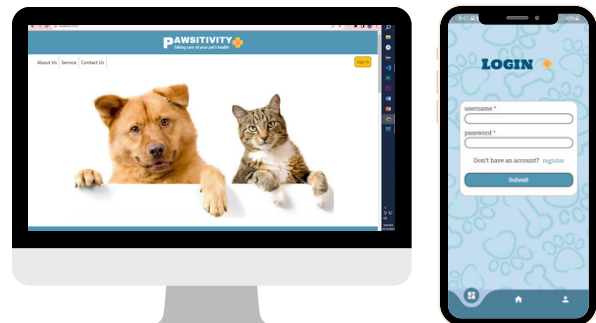 PAWSITIVITY
Taking care of your pet's health
About Us Service Contact Us
Sign In
LOGIN
username *
password *
Don't have an account? register
Submit